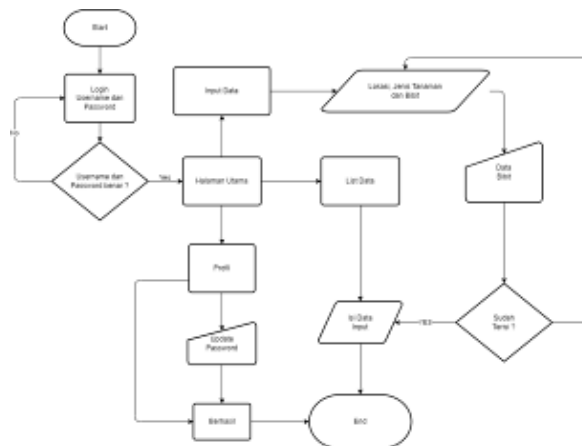 Start
Login
Username dan
Password
No
Username dan
Password benar ?
Yes
Input Data
Lokasi, Jenis Tanaman
dan Bibit
Data
Bibit
Halaman Utama
List Data
Profil
Update
Password
Berhasil
Isi Data
Input
YES
Sudah
Terisi ?
End